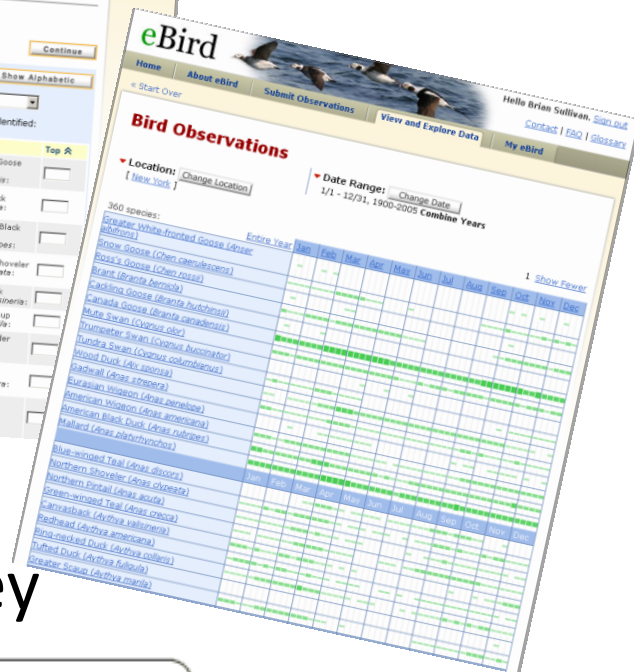 Continue
Show Alphabetic
dentified:
Top
Goose
Black
hoveler
up
ey
eBird
Hello Brian Sullivan, Sign out
Contact | FAQ | Glossary
Home
About eBird
Submit Observations
View and Explore Data
My eBird
« Start Over
Bird Observations
Location:
Change Location
[ New York ]
Date Range:
Change Date
1/1 - 12/31, 1900-2005 Combine Years
360 species:
Entire Year
Jan Feb Mar Apr May Jun Jul Aug Sep Oct Nov Dec
1 Show Fewer
Greater White-fronted Goose (Anser
albifrons)
Snow Goose (Chen caerulescens)
Ross's Goose (Chen rossii)
Brant (Branta bernicla)
Cackling Goose (Branta hutchinsii)
Canada Goose (Branta canadensis)
Mute Swan (Cygnus olor)
Trumpeter Swan (Cygnus buccinator)
Tundra Swan (Cygnus columbianus)
Wood Duck (Aix sponsa)
Gadwall (Anas strepera)
Eurasian Wigeon (Anas penelope)
American Wigeon (Anas americana)
American Black Duck (Anas rubripes)
Mallard (Anas platyrhynchos)
Jan Feb Mar Apr May Jun Jul Aug Sep Oct Nov Dec
Blue-winged Teal (Anas discors)
Northern Shoveler (Anas clypeata)
Northern Pintail (Anas acuta)
Green-winged Teal (Anas crecca)
Canvasback (Aythya valisineria)
Redhead (Aythya americana)
Ring-necked Duck (Aythya collaris)
Tufted Duck (Aythya fuligula)
Greater Scaup (Aythya marila)